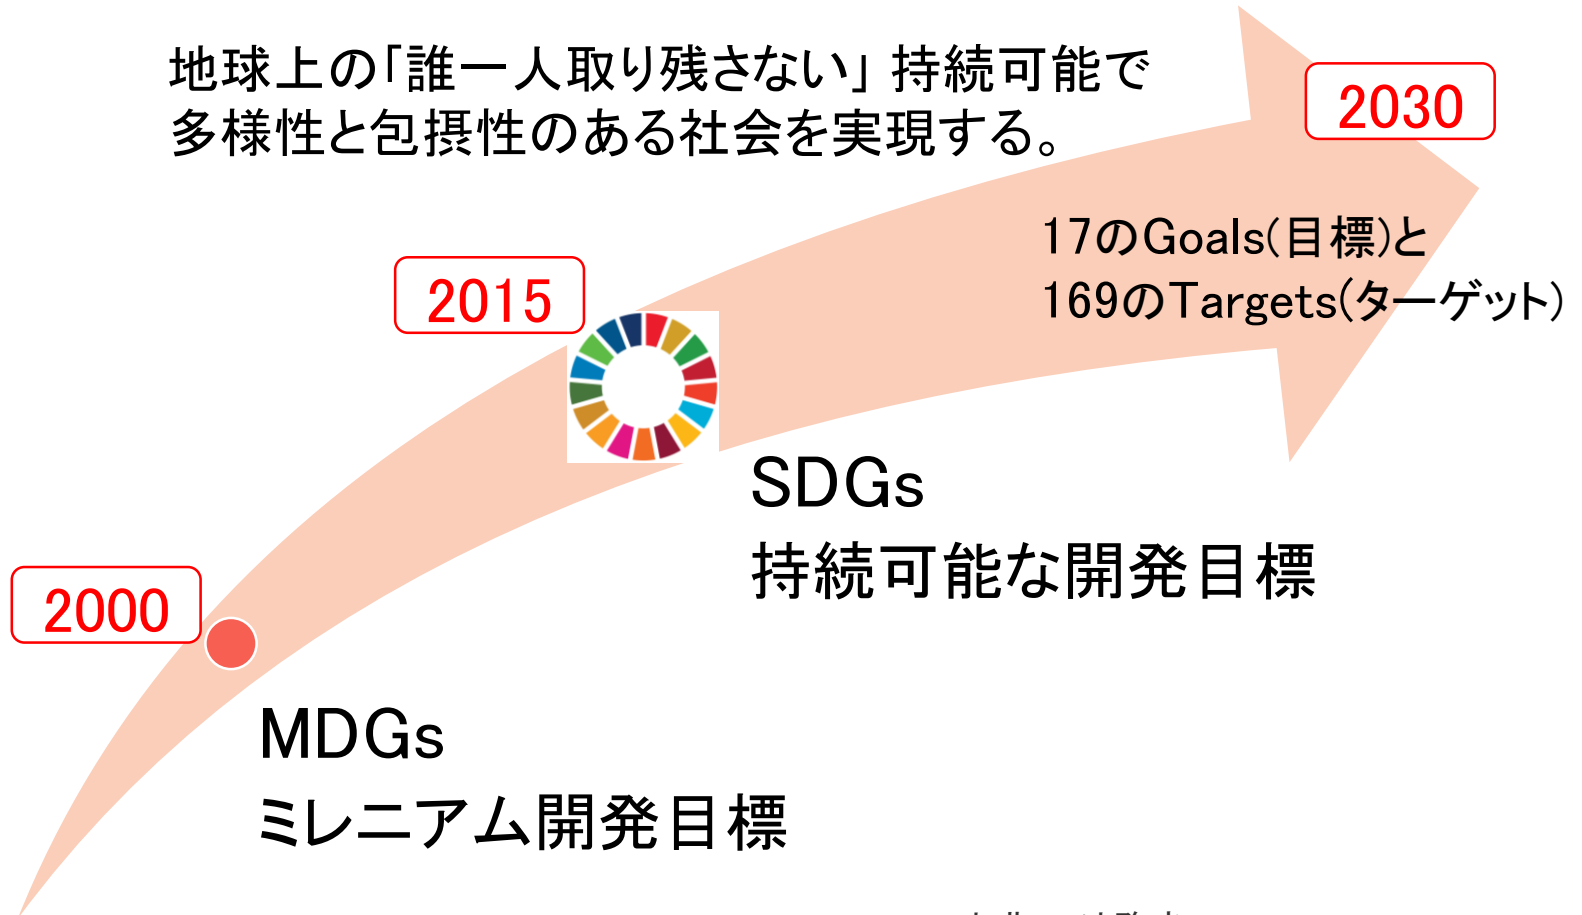 地球上の「誰一人取り残さない」 持続可能で
多様性と包摂性のある社会を実現する。
2030
17のGoals(目標)と
169のTargets(ターゲット)
2015
SDGs
持続可能な開発目標
2000
MDGs
ミレニアム開発目標